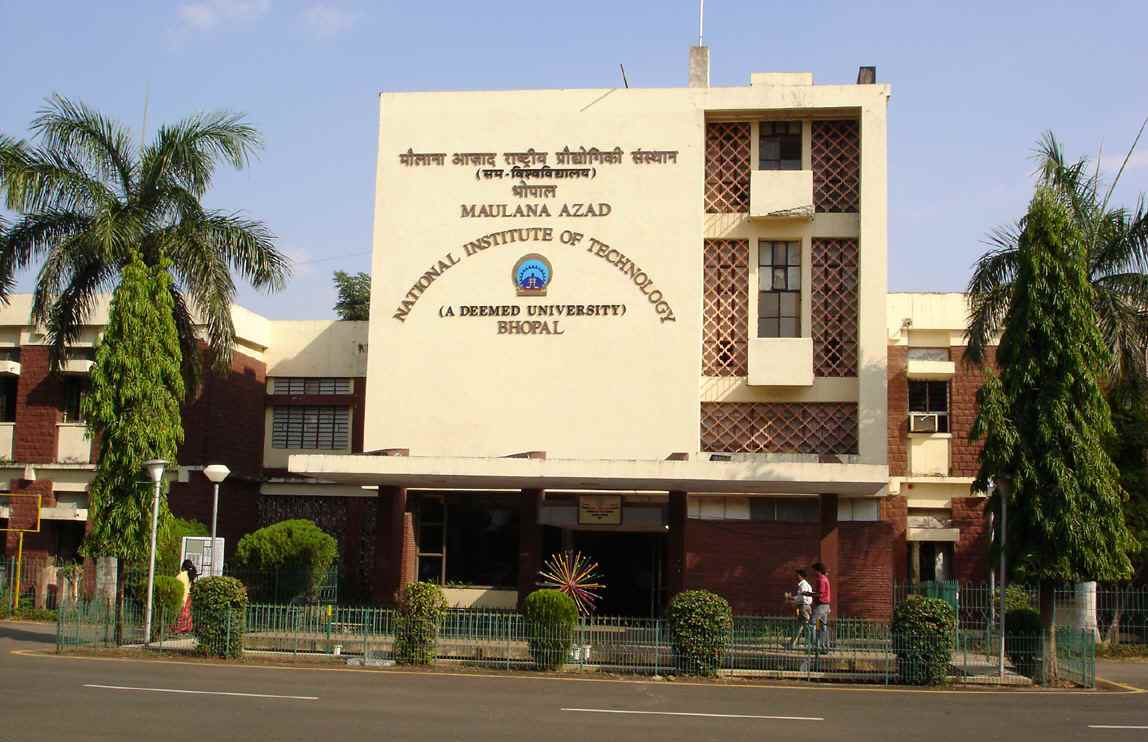 मौलाना आज़ाद राष्ट्रीय प्रौद्योगिकी संस्थान
(सम-विश्वविद्यालय)
भोपाल
MAULANA AZAD
NATIONAL INSTITUTE OF TECHNOLOGY
(A DEEMED UNIVERSITY)
BHOPAL